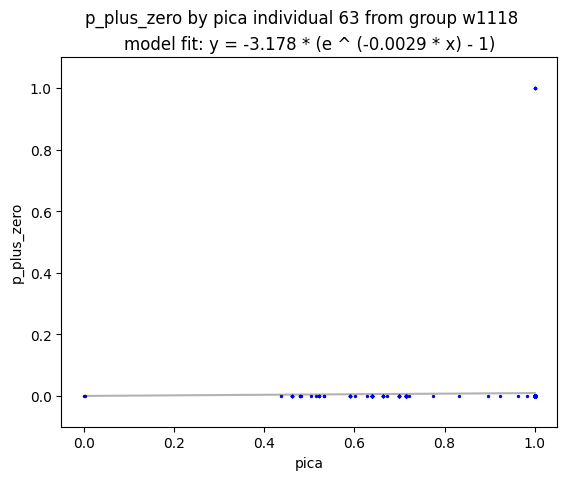 p_plus_zero by pica individual 63 from group w1118
model fit: y = -3.178 * (e ^ (-0.0029 * x) - 1)
1.0
0.8
0.6
0.4
0.2
0.0
p_plus_zero
0.0 0.2 0.4 0.6 0.8 1.0
pica